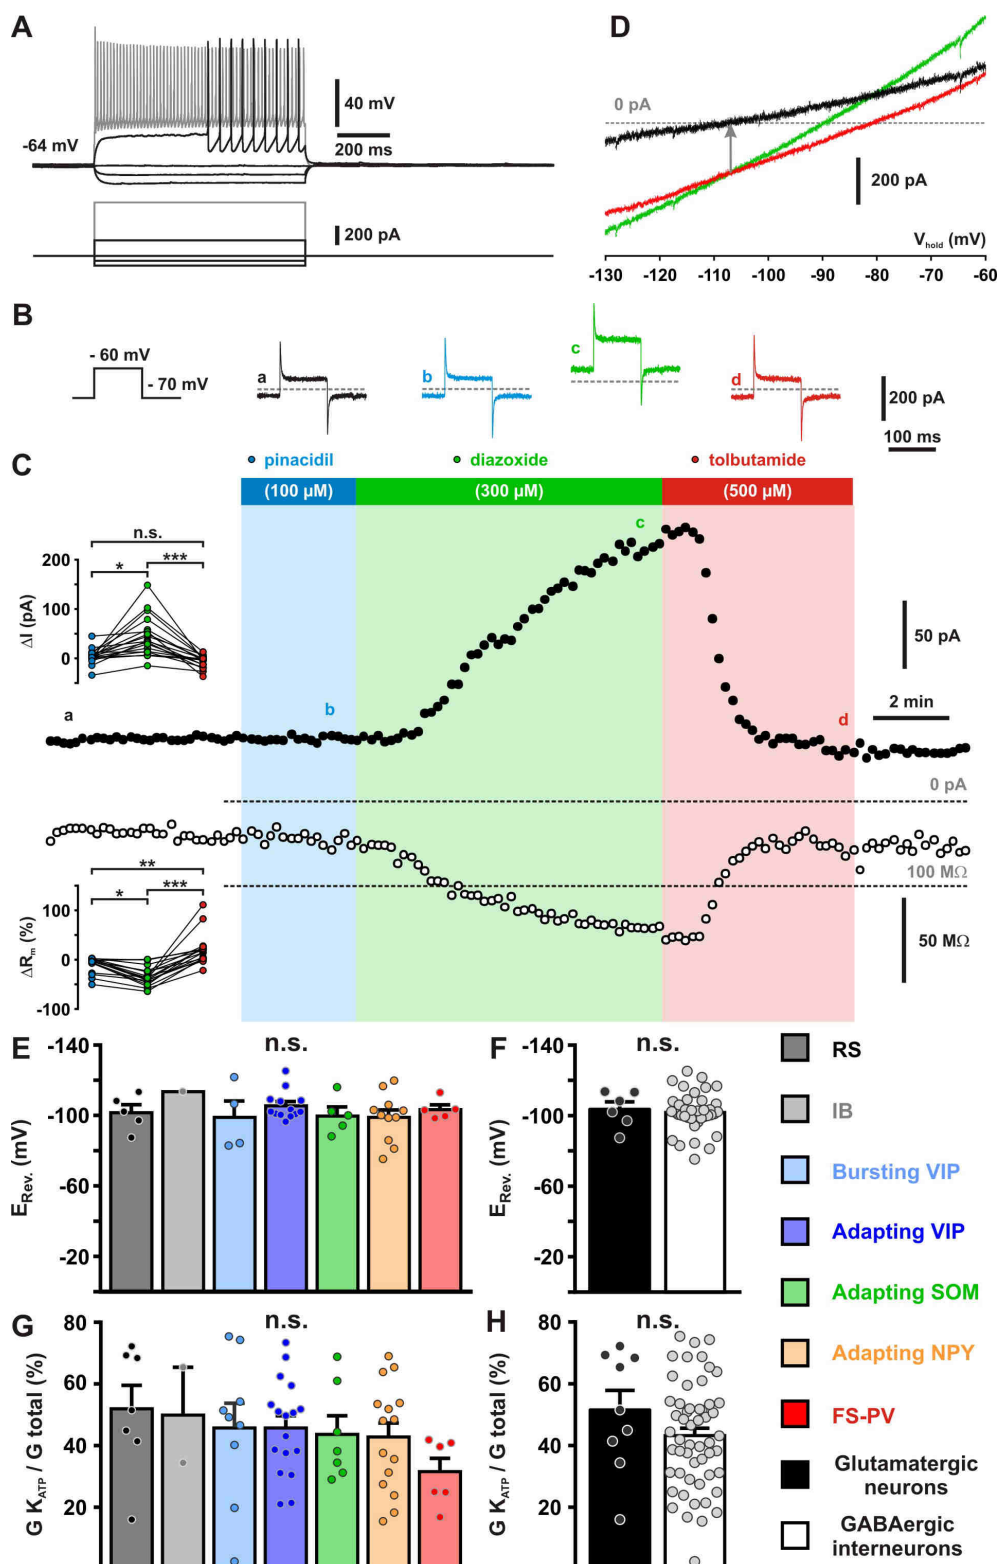 A
-64 mV
40 mV
200 ms
200 pA
D
0 pA
200 pA
Vhold (mV)
-130 -120 -110 -100 -90 -80 -70 -60
B
- 60 mV
- 70 mV
a
b
c
d
200 pA
100 ms
C
pinacidil
diazoxide
tolbutamide
(100 µM)
(300 µM)
(500 µM)
n.s.
* ***
200
100
0
ΔI (pA)
a
b
c
d
50 pA
2 min
0 pA
100 MΩ
50 MΩ
**
* ***
100
0
-100
ΔRm (%)
E
n.s.
-140
-100
-60
-20
ERev. (mV)
F
n.s.
-140
-100
-60
-20
ERev. (mV)
G
n.s.
80
60
40
20
G KATP / G total (%)
H
n.s.
80
60
40
20
G KATP / G total (%)
RS
IB
Bursting VIP
Adapting VIP
Adapting SOM
Adapting NPY
FS-PV
Glutamatergic
neurons
GABAergic
interneurons